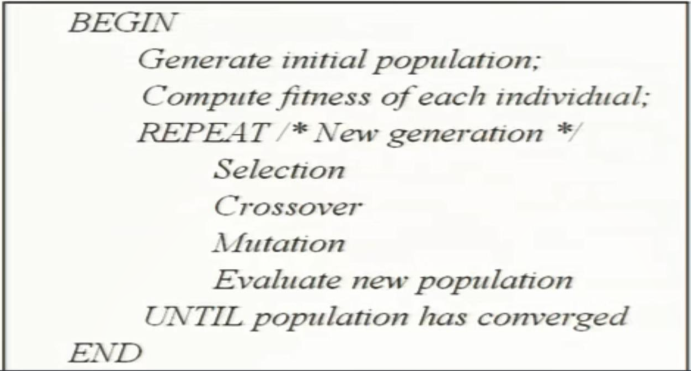 BEGIN
Generate initial population;
Compute fitness of each individual;
REPEAT /* New generation */
Selection
Crossover
Mutation
Evaluate new population
UNTIL population has converged
END